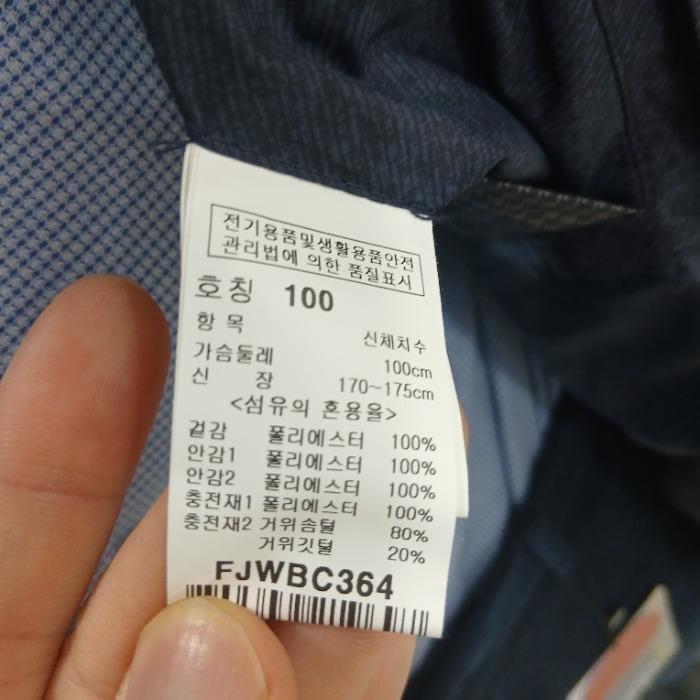 전기용품및생활용품안전
관리법에 의한 품질표시
호칭 100
항목 신체치수
가슴둘레 100cm
신 장 170~175cm
<섬유의 혼용율>
겉감 폴리에스터 100%
안감1 폴리에스터 100%
안감2 폴리에스터 100%
충전재1 폴리에스터 100%
충전재2 거위솜털 80%
거위깃털 20%
FJWBC364